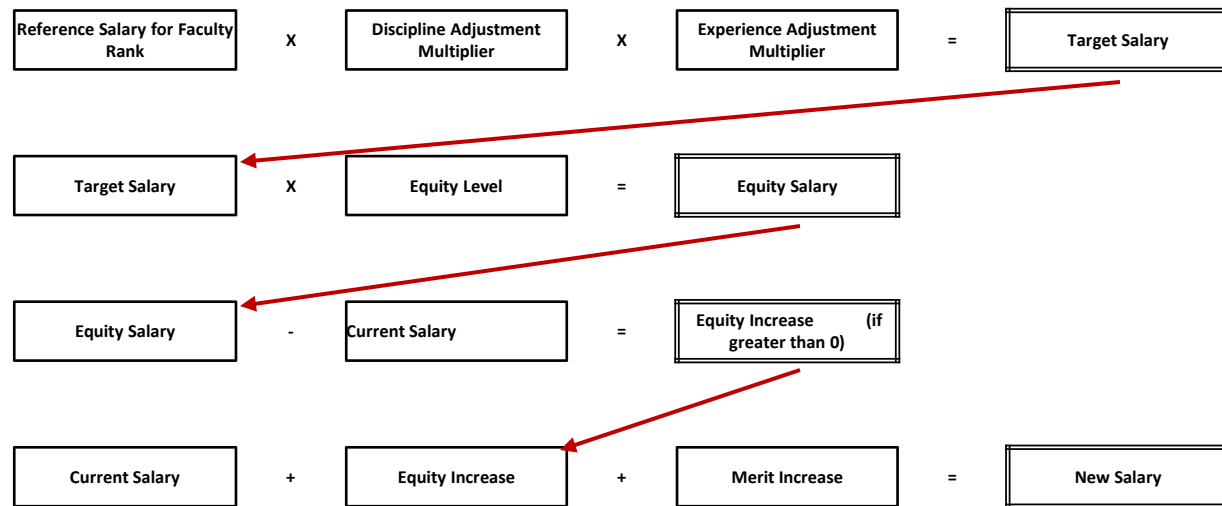 Reference Salary for Faculty Rank X Discipline Adjustment Multiplier X Experience Adjustment Multiplier = Target Salary
Target Salary X Equity Level = Equity Salary
Equity Salary - Current Salary = Equity Increase (if greater than 0)
Current Salary + Equity Increase + Merit Increase = New Salary